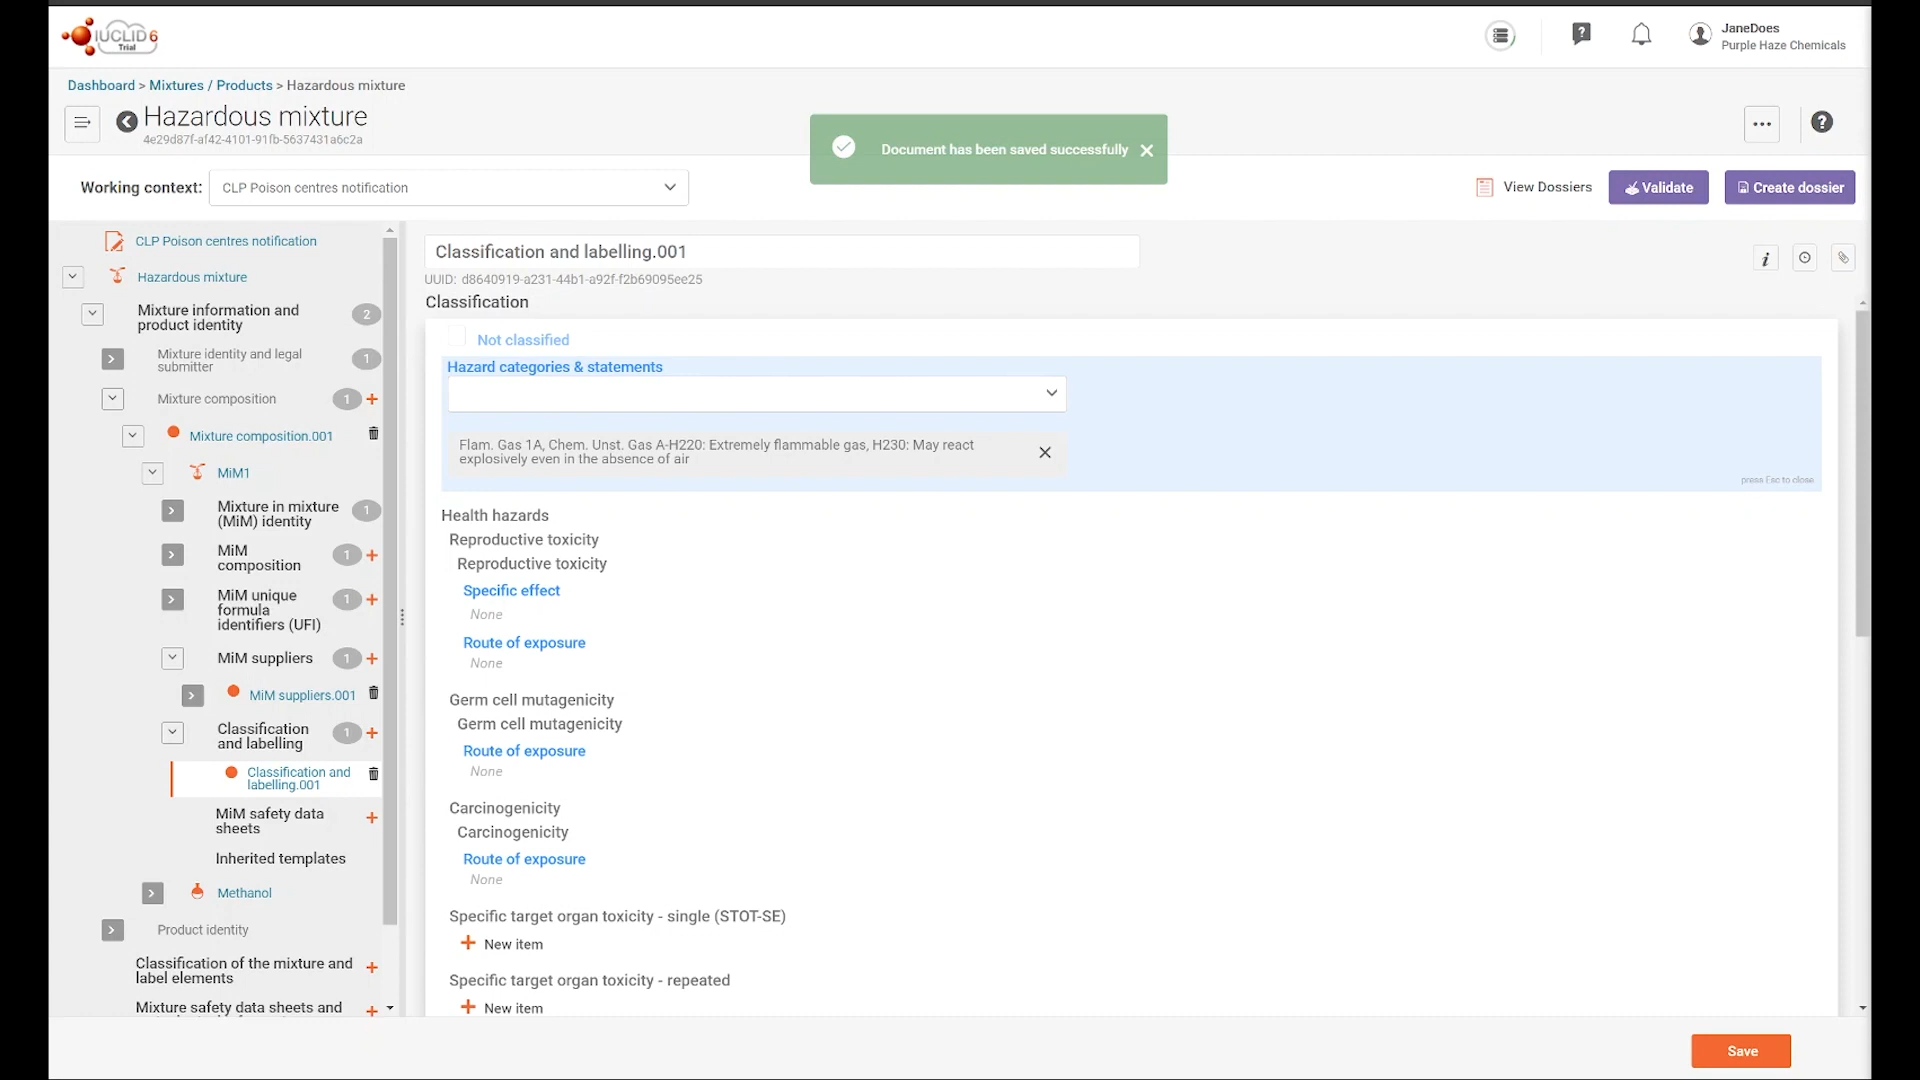 IUCLID 6
Trial
JaneDoes
Purple Haze Chemicals
Dashboard > Mixtures / Products > Hazardous mixture
Hazardous mixture
4e29d87f-af42-4101-91fb-5637431a6c2a
Document has been saved successfully
Working context:
CLP Poison centres notification
View Dossiers
Validate
Create dossier
CLP Poison centres notification
Hazardous mixture
Mixture information and
product identity
2
Mixture identity and legal
submitter
1
Mixture composition
1
Mixture composition.001
MiM1
Mixture in mixture
(MiM) identity
1
MiM
composition
1
MiM unique
formula
identifiers (UFI)
1
MiM suppliers
1
MiM suppliers.001
Classification
and labelling
1
Classification and
labelling.001
MiM safety data
sheets
Inherited templates
Methanol
Product identity
Classification of the mixture and
label elements
Mixture safety data sheets and
Classification and labelling.001
UUID: d8640919-a231-44b1-a92f-f2b69095ee25
Classification
Not classified
Hazard categories & statements
Flam. Gas 1A, Chem. Unst. Gas A-H220: Extremely flammable gas, H230: May react
explosively even in the absence of air
press Esc to close
Health hazards
Reproductive toxicity
Reproductive toxicity
Specific effect
None
Route of exposure
None
Germ cell mutagenicity
Germ cell mutagenicity
Route of exposure
None
Carcinogenicity
Carcinogenicity
Route of exposure
None
Specific target organ toxicity - single (STOT-SE)
New item
Specific target organ toxicity - repeated
New item
Save